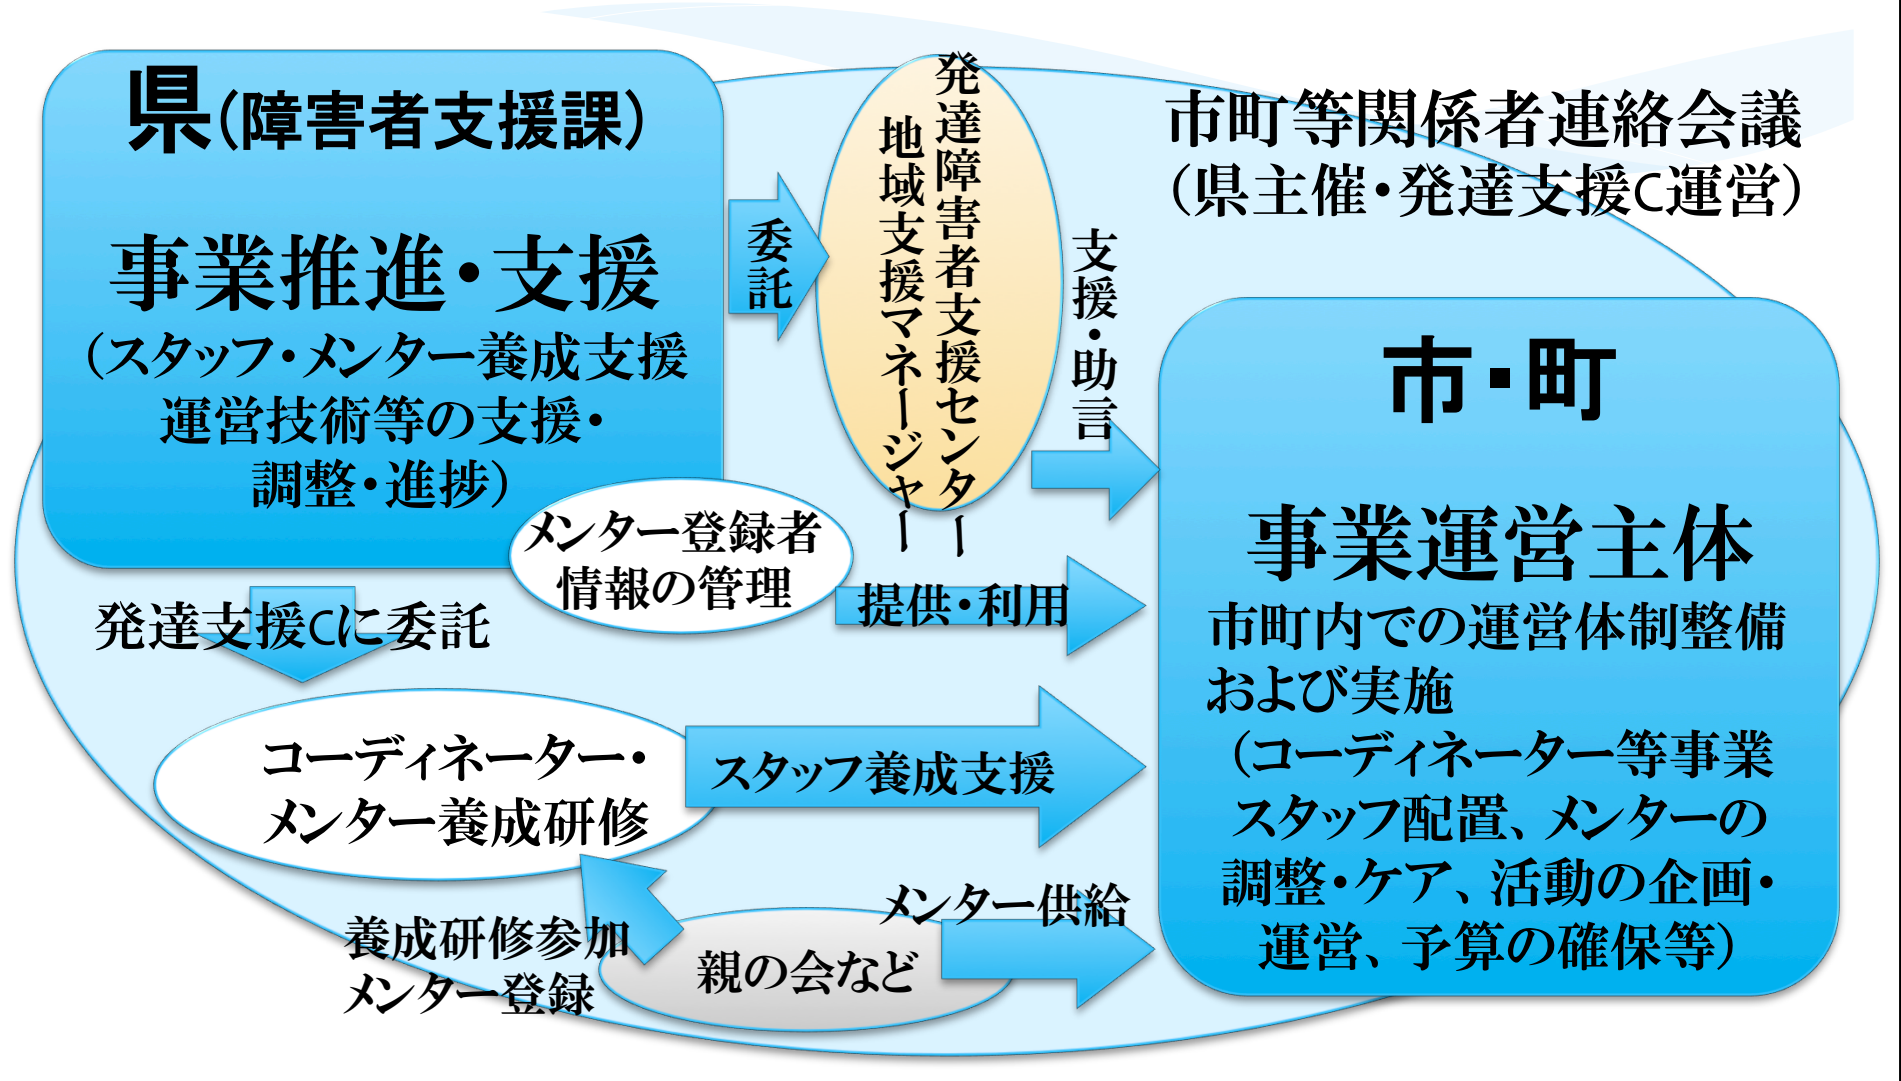 県(障害者支援課)
事業推進・支援
(スタッフ・メンター養成支援
運営技術等の支援・
調整・進捗)
委託
発達障害者支援センター
地域支援マネージャー
支援・助言
市町等関係者連絡会議
(県主催・発達支援C運営)
市・町
事業運営主体
市町内での運営体制整備
および実施
(コーディネーター等事業
スタッフ配置、メンターの
調整・ケア、活動の企画・
運営、予算の確保等)
メンター登録者
情報の管理
提供・利用
発達支援Cに委託
コーディネーター・
メンター養成研修
スタッフ養成支援
養成研修参加
メンター登録
親の会など
メンター供給